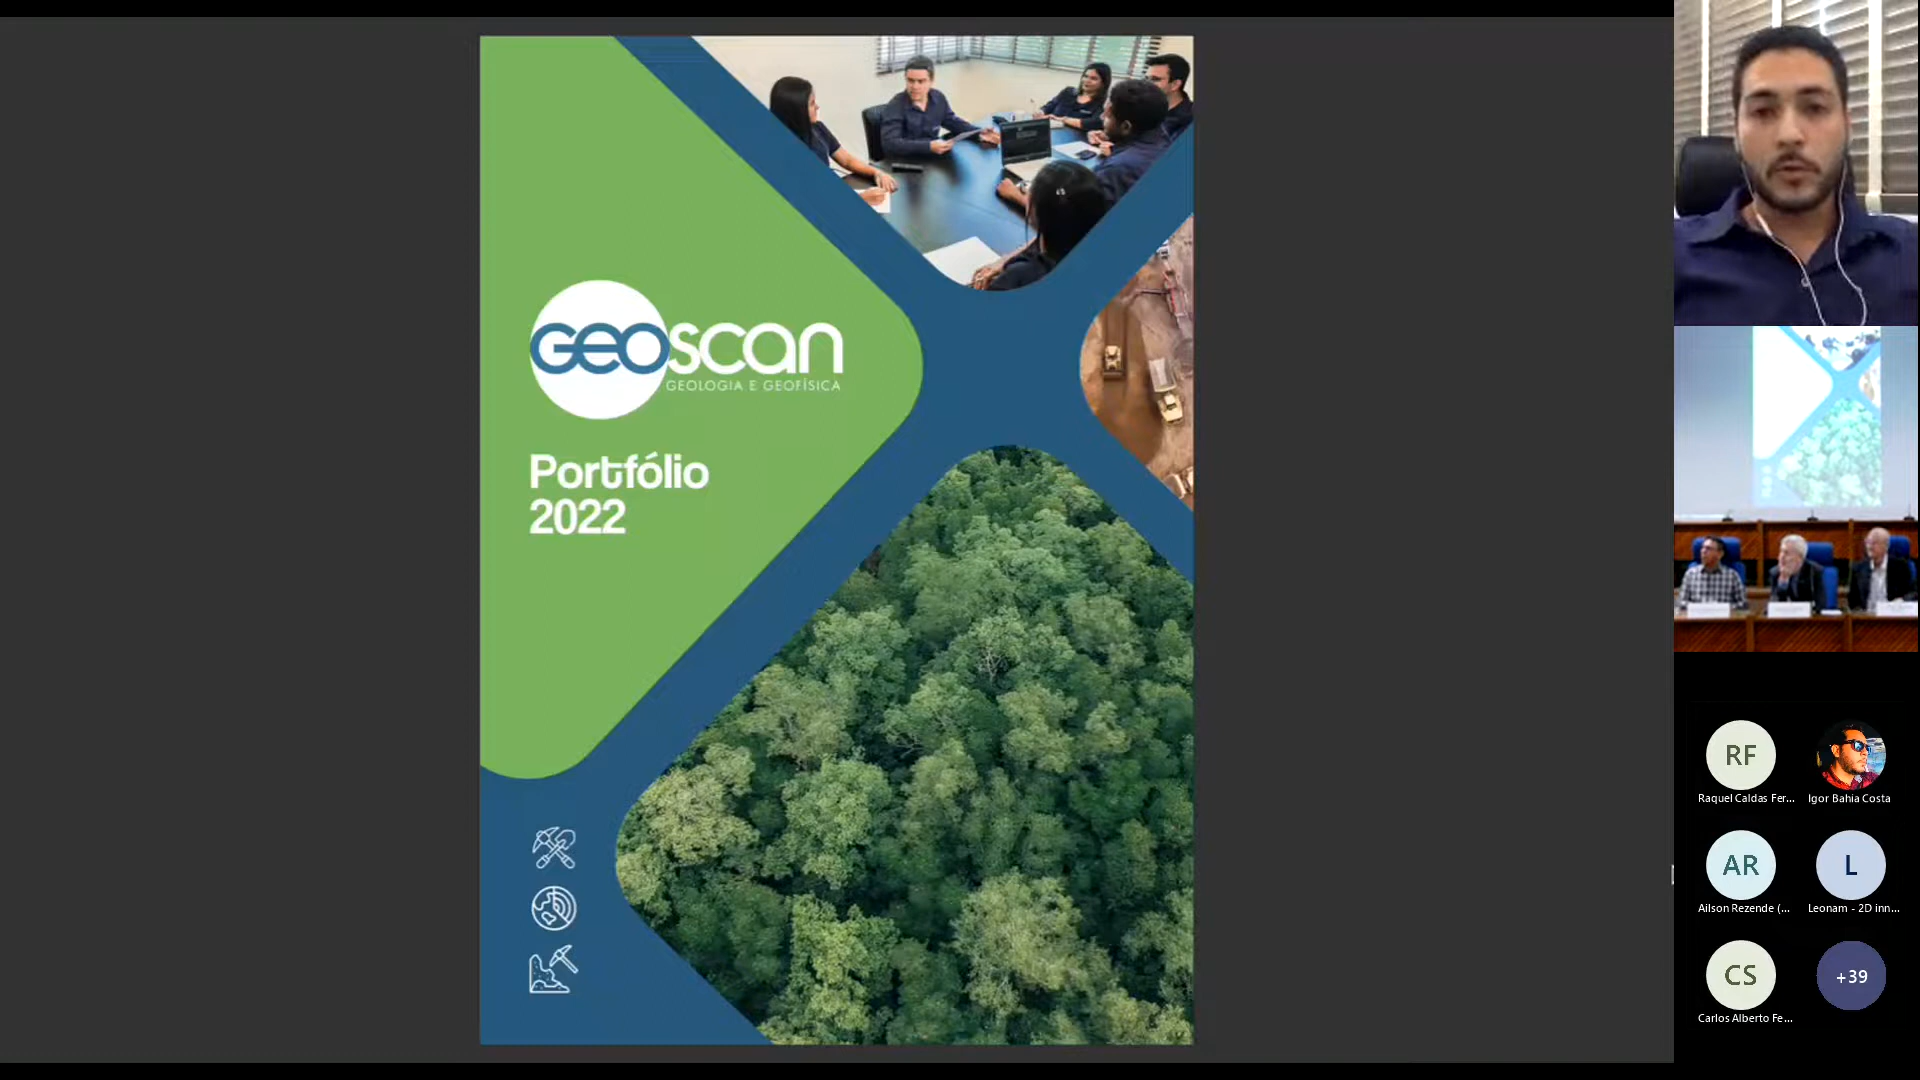 GEOSCAN
GEOLOGIA E GEOFÍSICA
Portfólio
2022
RF
Raquel Caldas Fer...
Igor Bahia Costa
AR
Ailson Rezende (...
L
Leonam - 2D inn...
CS
Carlos Alberto Fe...
+39